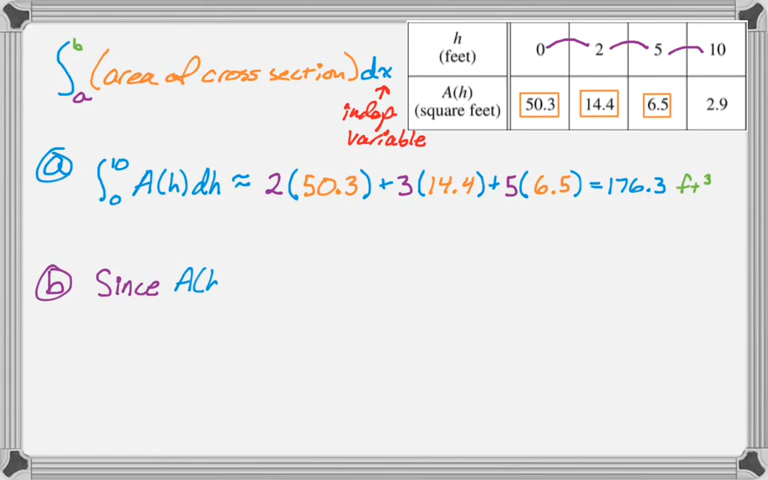 ∫_a^b (area of cross section) dx
↑
indep variable
h (feet) 0 2 5 10
A(h) (square feet) 50.3 14.4 6.5 2.9
ⓐ ∫_0^10 A(h)dh ≈ 2(50.3)+3(14.4)+5(6.5)=176.3 ft³
ⓑ Since A(h